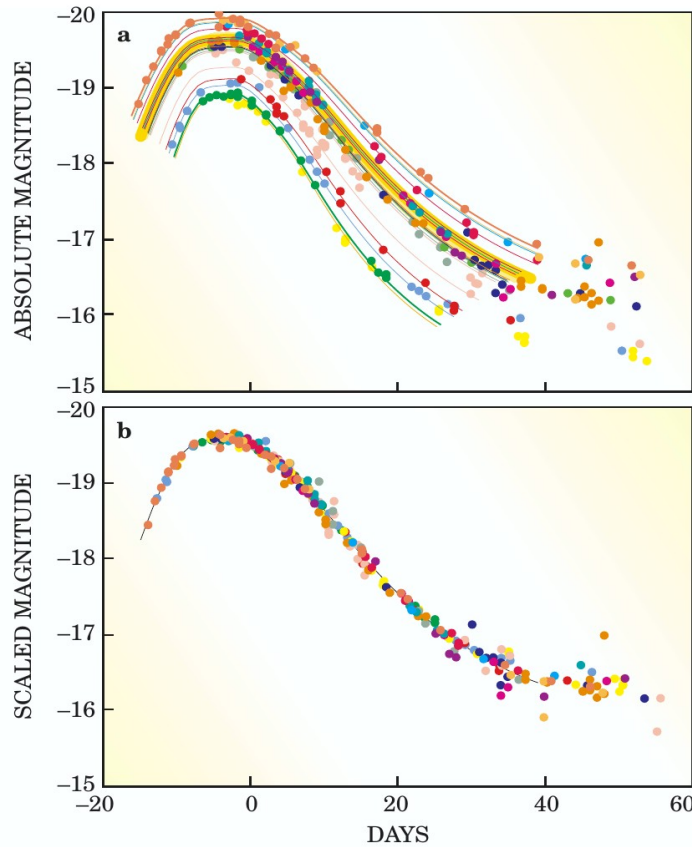 –20
a
–19
–18
–17
–16
–15
ABSOLUTE MAGNITUDE
–20
b
–19
–18
–17
–16
–15
SCALED MAGNITUDE
–20 0 20 40 60
DAYS